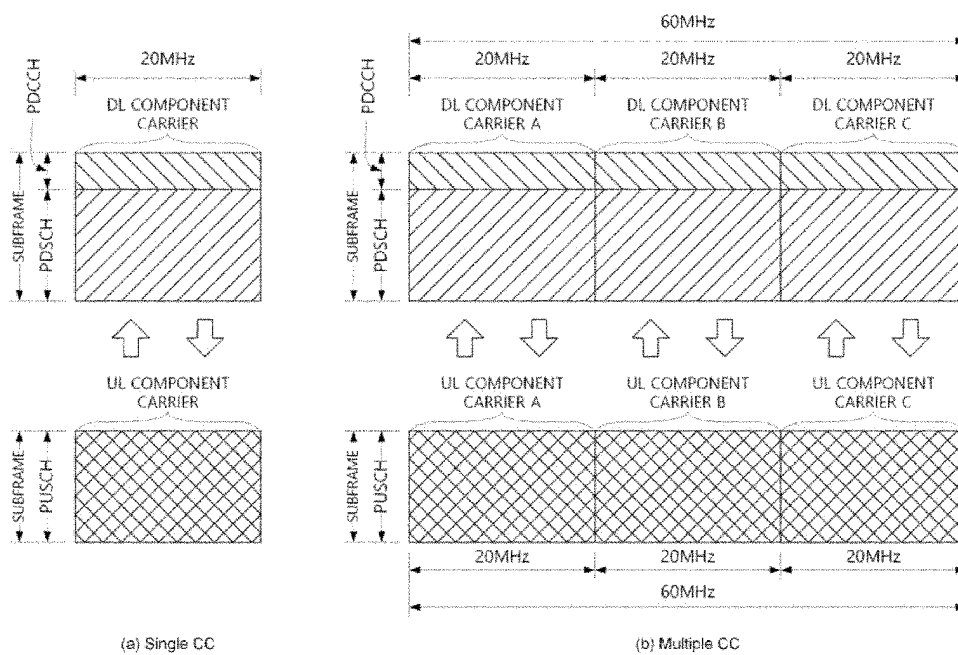 60MHz
20MHz
20MHz
20MHz
20MHz
PDCCH
DL COMPONENT
CARRIER
DL COMPONENT
CARRIER A
DL COMPONENT
CARRIER B
DL COMPONENT
CARRIER C
SUBFRAME
PDSCH
SUBFRAME
PDSCH
PDCCH
UL COMPONENT
CARRIER
UL COMPONENT
CARRIER A
UL COMPONENT
CARRIER B
UL COMPONENT
CARRIER C
SUBFRAME
PUSCH
SUBFRAME
PUSCH
20MHz
20MHz
20MHz
60MHz
(a) Single CC
(b) Multiple CC